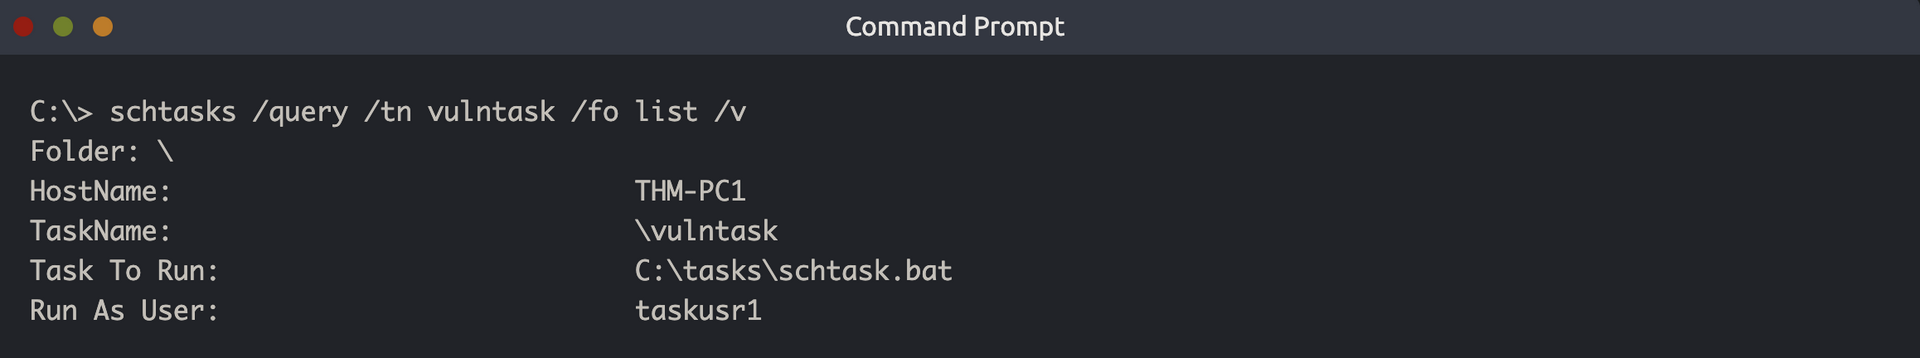 Command Prompt
C:\> schtasks /query /tn vulntask /fo list /v
Folder: \
HostName:                             THM-PC1
TaskName:                             \vulntask
Task To Run:                          C:\tasks\schtask.bat
Run As User:                          taskusr1